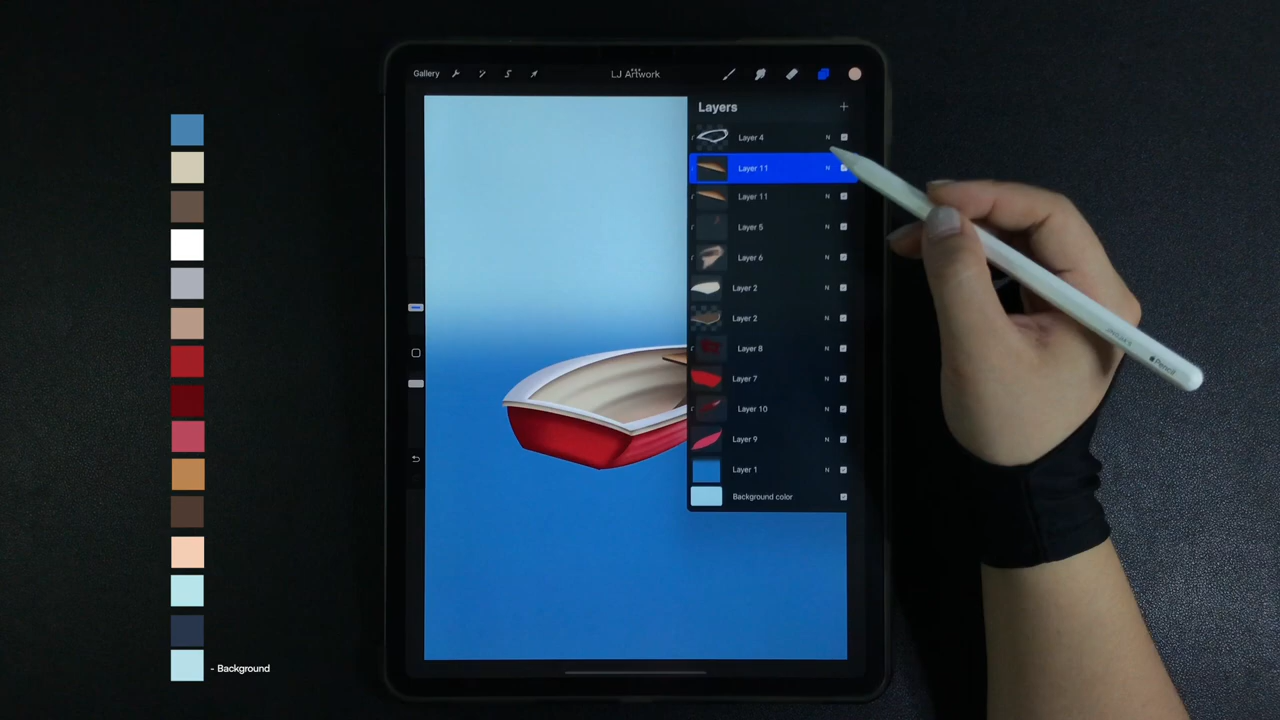 Gallery
LJ Artwork
Layers
Layer 4 N
Layer 11 N
Layer 11 N
Layer 5 N
Layer 6 N
Layer 2 N
Layer 2 N
Layer 8 N
Layer 7 N
Layer 10 N
Layer 9 N
Layer 1 N
Background color
- Background